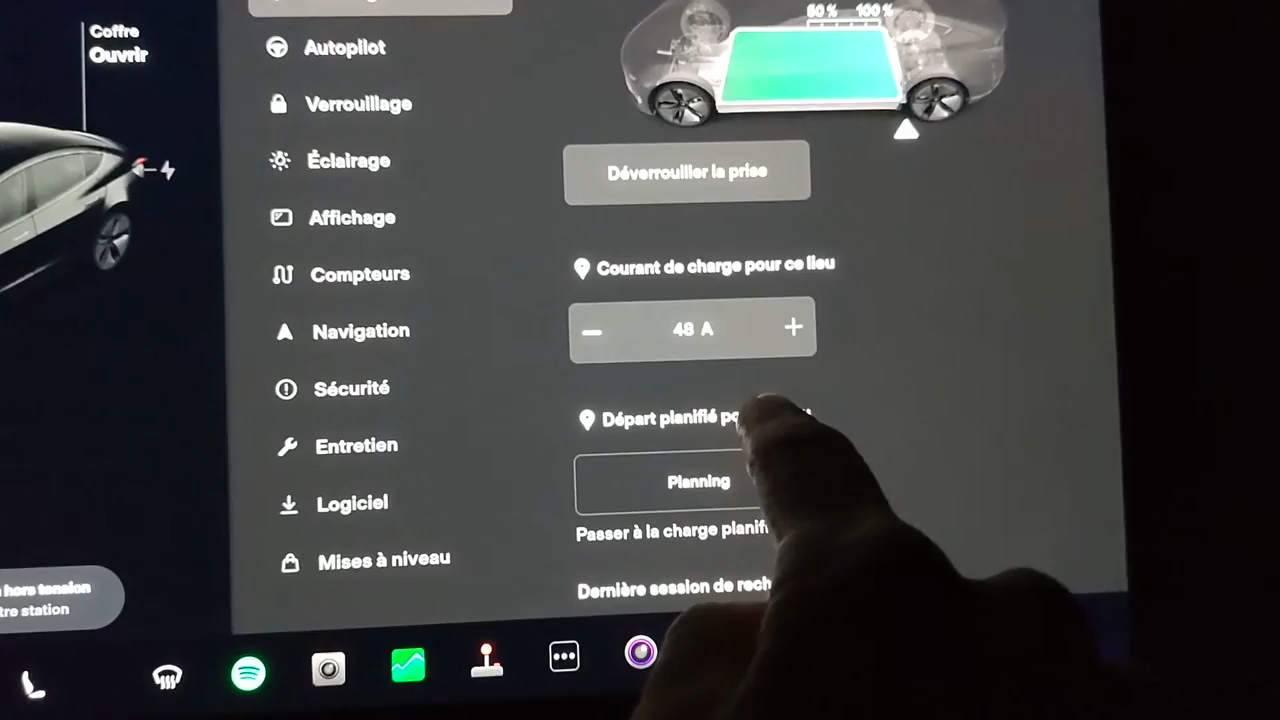 Coffre
Ouvrir
Autopilot
Verrouillage
Éclairage
Affichage
Compteurs
Navigation
Sécurité
Entretien
Logiciel
Mises à niveau
hors tension
station
50 % 100 %
Déverrouiller la prise
Courant de charge pour ce lieu
48 A
Départ planifié
Planning
Passer à la charge
Dernière session de